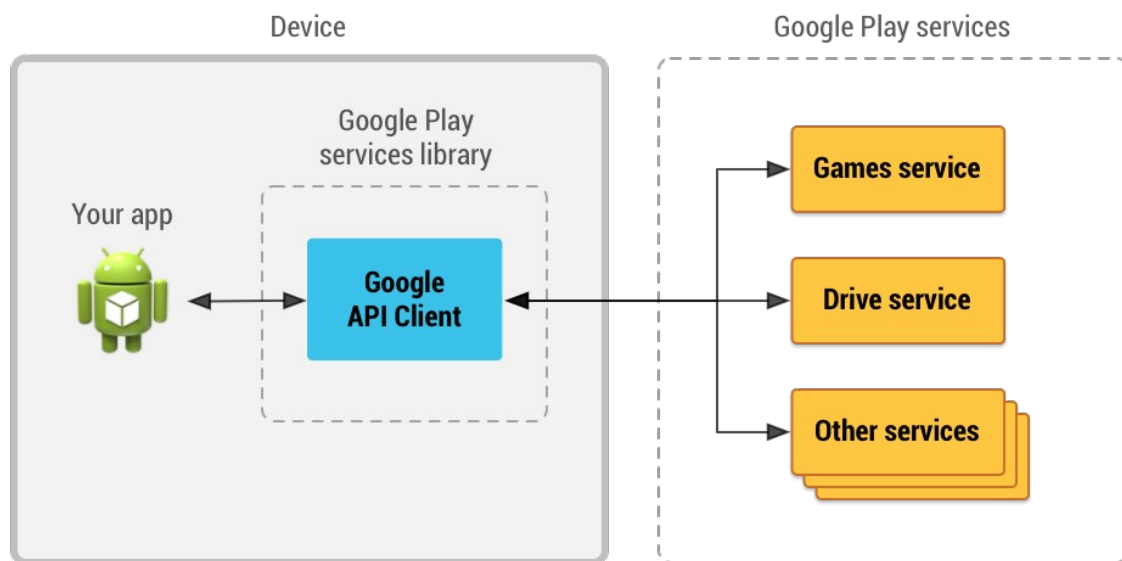 Device
Google Play services
Google Play
services library
Your app
Google
API Client
Games service
Drive service
Other services